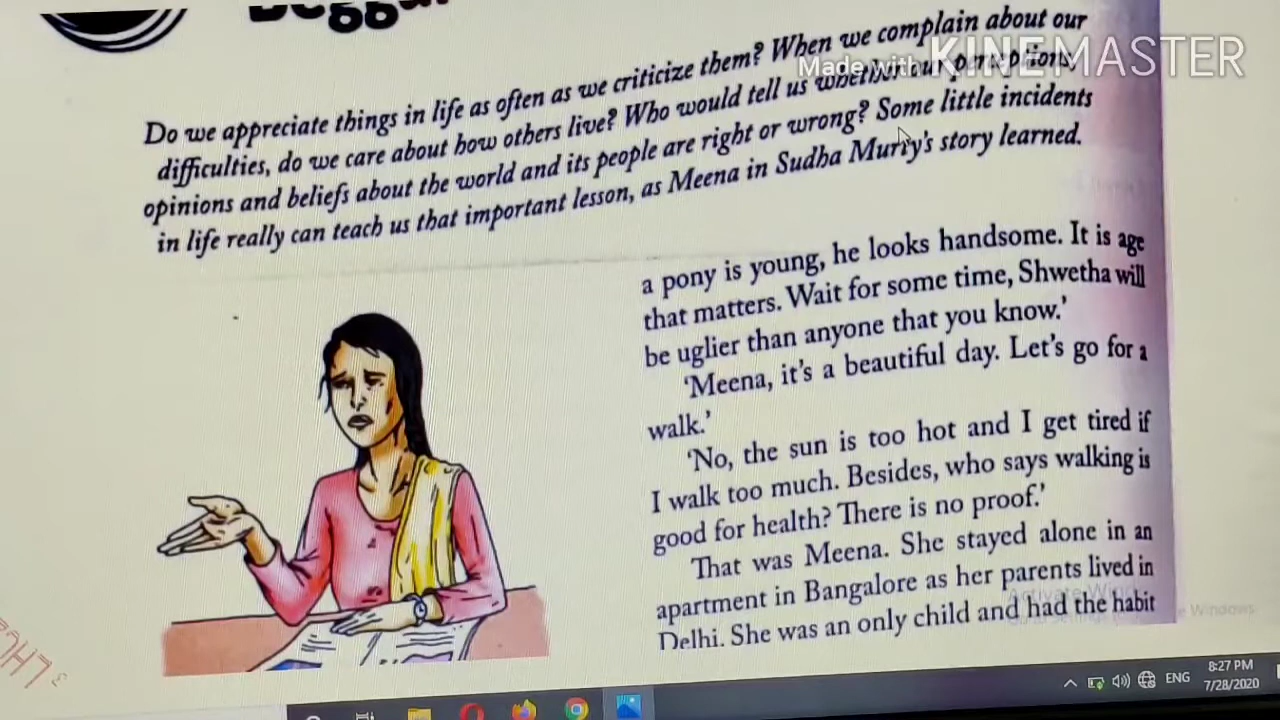 Do we appreciate things in life as often as we criticize them? When we complain about our
difficulties, do we care about how others live? Who would tell us whether our perceptions,
opinions and beliefs about the world and its people are right or wrong? Some little incidents
in life really can teach us that important lesson, as Meena in Sudha Murty's story learned.
Made with KINEMASTER
a pony is young, he looks handsome. It is age
that matters. Wait for some time, Shwetha will
be uglier than anyone that you know.'
'Meena, it's a beautiful day. Let's go for a
walk.'
'No, the sun is too hot and I get tired if
I walk too much. Besides, who says walking is
good for health? There is no proof.'
That was Meena. She stayed alone in an
apartment in Bangalore as her parents lived in
Delhi. She was an only child and had the habit
ENG
8:27 PM
7/28/2020